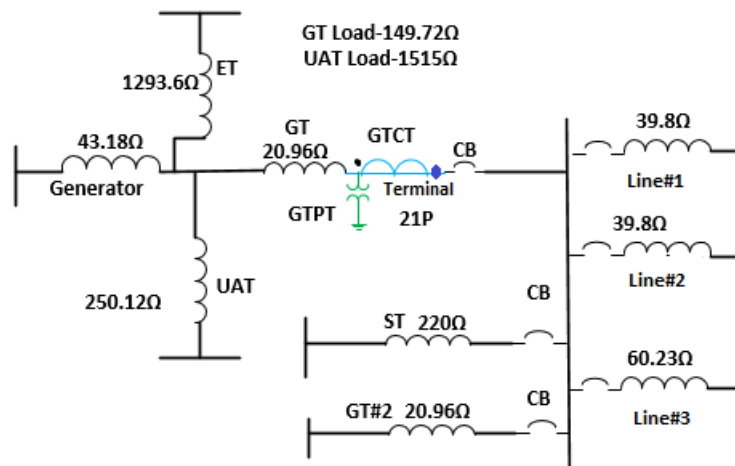 GT Load-149.72Ω
UAT Load-1515Ω
ET
1293.6Ω
43.18Ω
Generator
GT
20.96Ω
GTCT
CB
Terminal
GTPT
21P
39.8Ω
Line#1
39.8Ω
Line#2
UAT
250.12Ω
CB
ST 220Ω
60.23Ω
Line#3
CB
GT#2 20.96Ω